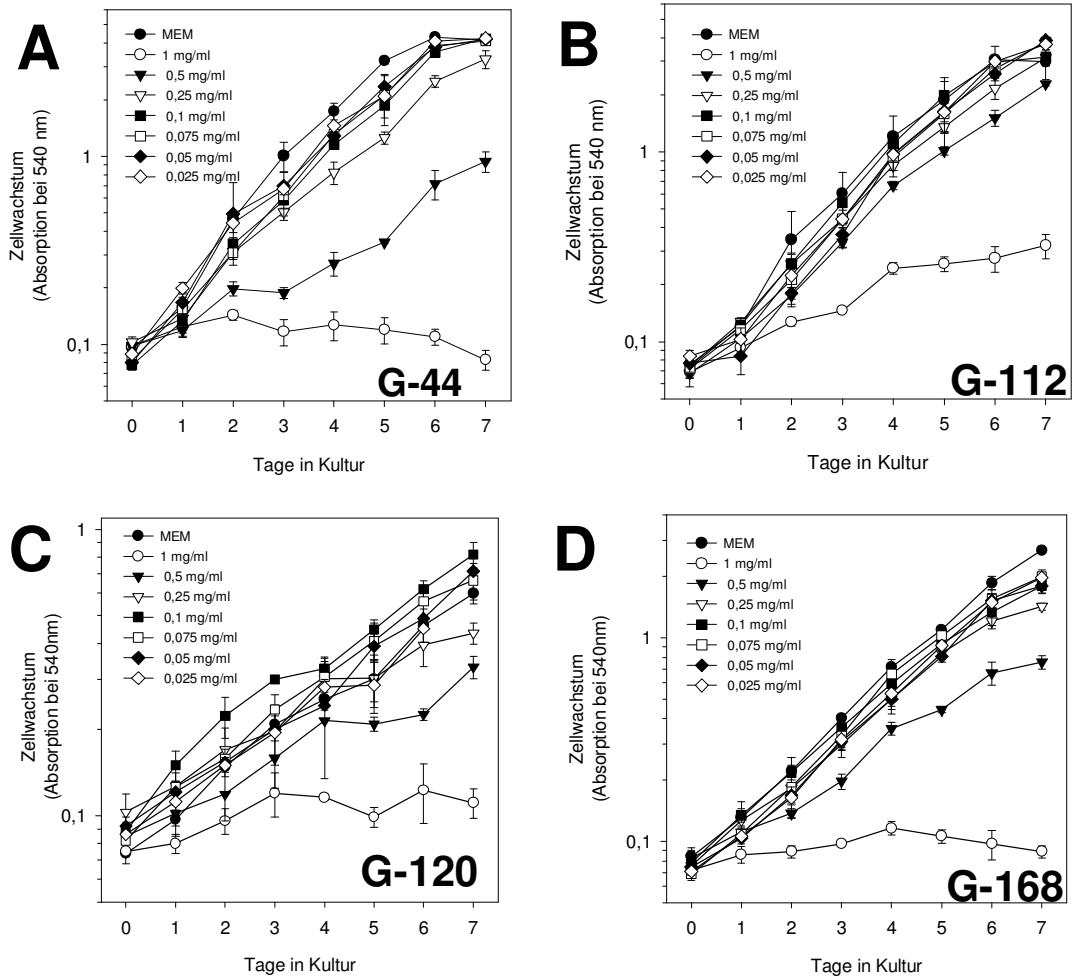 A
MEM
1 mg/ml
0,5 mg/ml
0,25 mg/ml
0,1 mg/ml
0,075 mg/ml
0,05 mg/ml
0,025 mg/ml
1
0,1
Zellwachstum
(Absorption bei 540 nm)
G-44
0 1 2 3 4 5 6 7
Tage in Kultur
B
MEM
1 mg/ml
0,5 mg/ml
0,25 mg/ml
0,1 mg/ml
0,075 mg/ml
0,05 mg/ml
0,025 mg/ml
1
0,1
Zellwachstum
(Absorption bei 540 nm)
G-112
0 1 2 3 4 5 6 7
Tage in Kultur
C
MEM
1 mg/ml
0,5 mg/ml
0,25 mg/ml
0,1 mg/ml
0,075 mg/ml
0,05 mg/ml
0,025 mg/ml
1
0,1
Zellwachstum
(Absorption bei 540nm)
G-120
0 1 2 3 4 5 6 7
Tage in Kultur
D
MEM
1 mg/ml
0,5 mg/ml
0,25 mg/ml
0,1 mg/ml
0,075 mg/ml
0,05 mg/ml
0,025 mg/ml
1
0,1
Zellwachstum
(Absorption bei 540nm)
G-168
0 1 2 3 4 5 6 7
Tage in Kultur